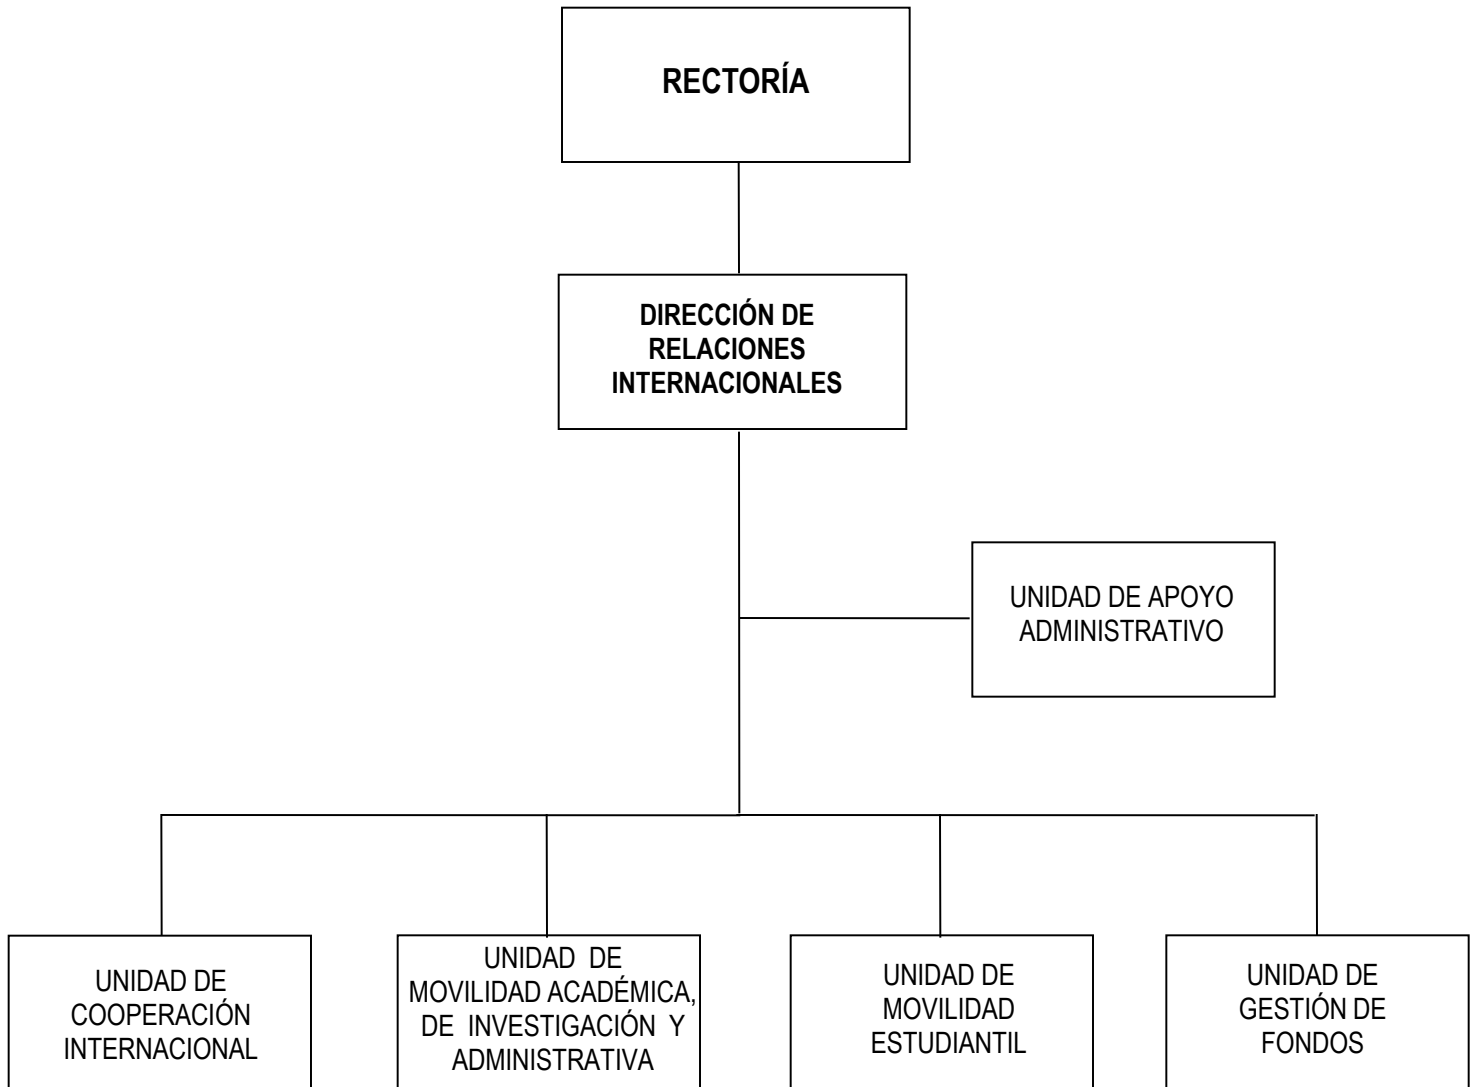 RECTORÍA
DIRECCIÓN DE
RELACIONES
INTERNACIONALES
UNIDAD DE APOYO
ADMINISTRATIVO
UNIDAD DE
COOPERACIÓN
INTERNACIONAL
UNIDAD DE
MOVILIDAD ACADÉMICA,
DE INVESTIGACIÓN Y
ADMINISTRATIVA
UNIDAD DE
MOVILIDAD
ESTUDIANTIL
UNIDAD DE
GESTIÓN DE
FONDOS